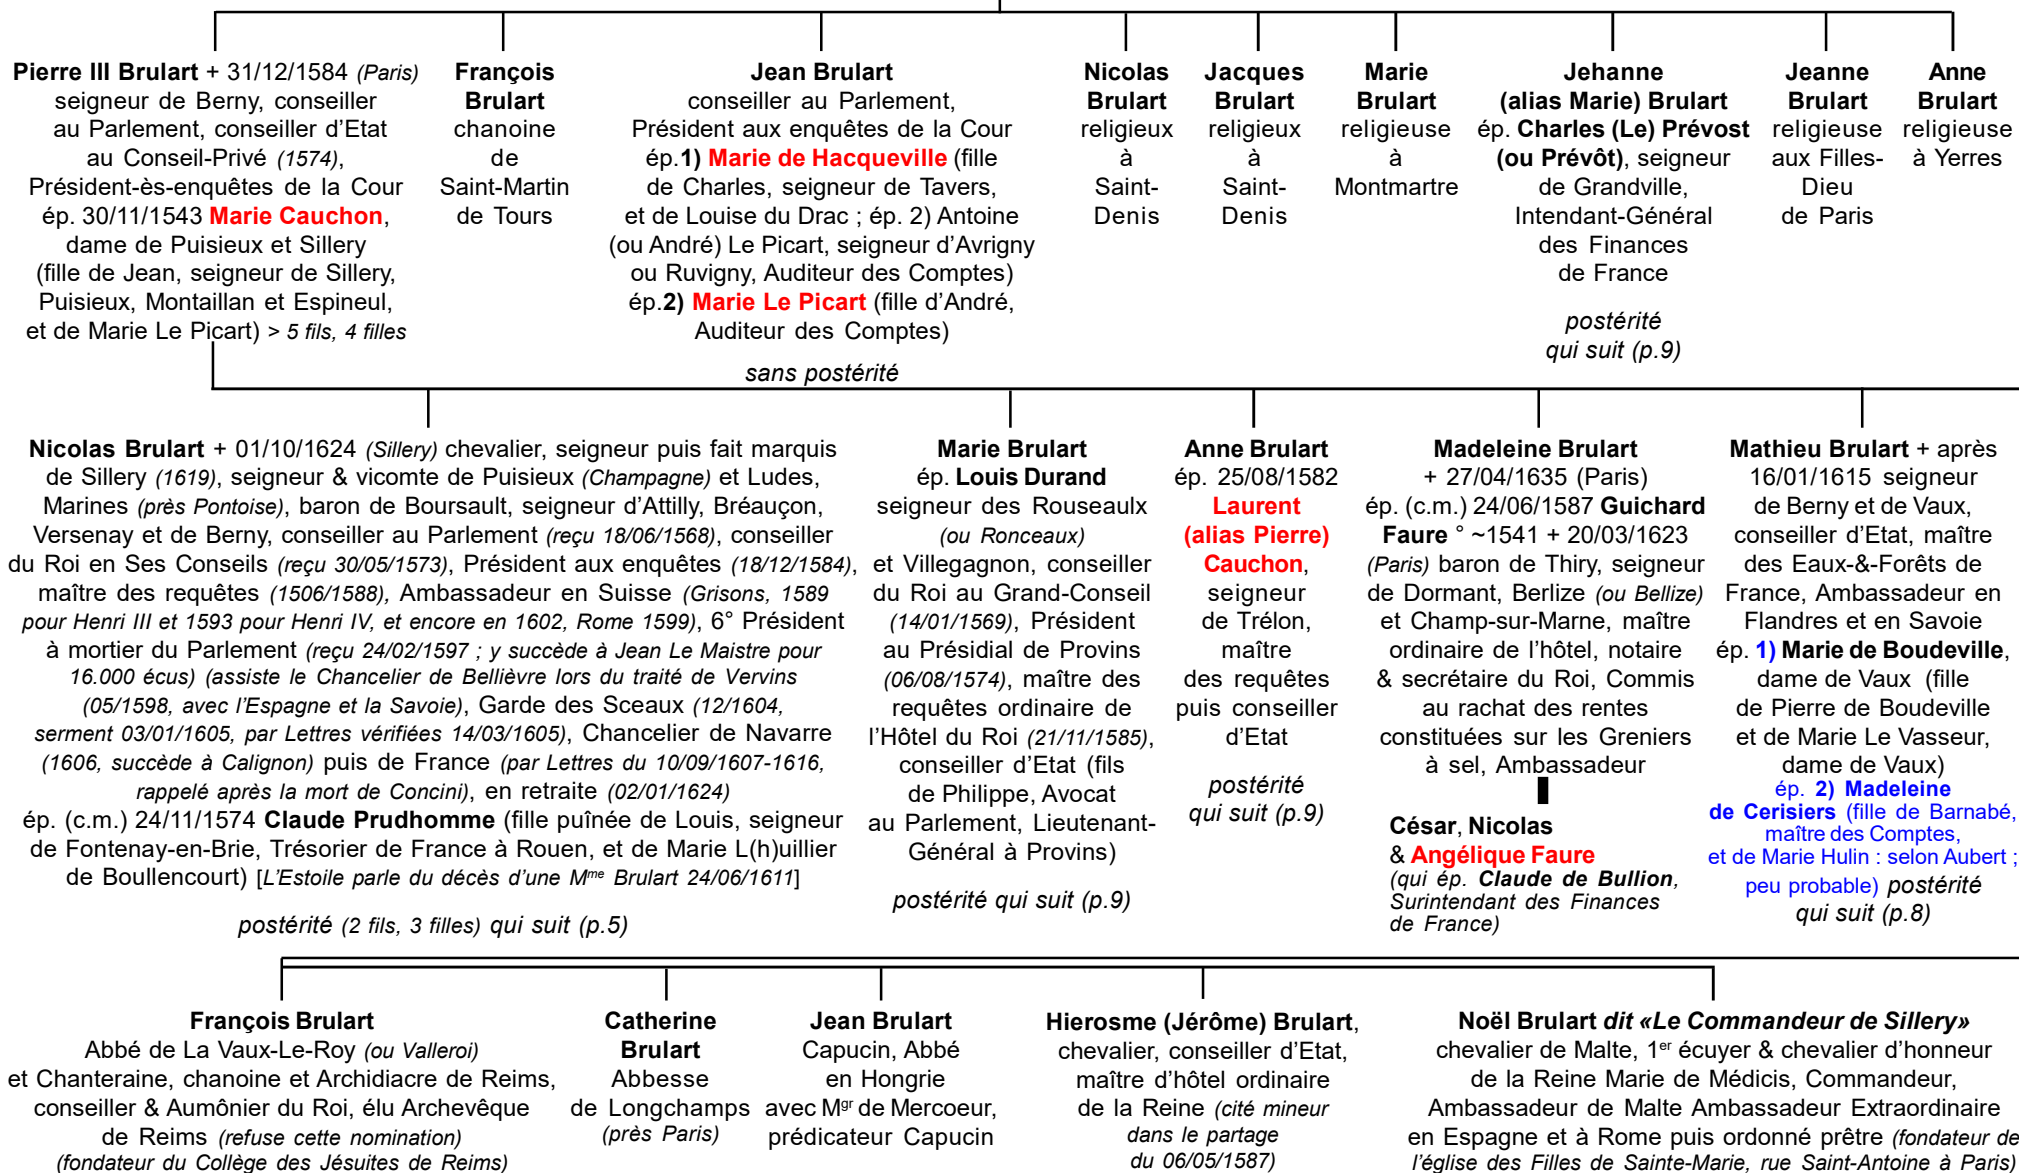 Pierre III Brulart + 31/12/1584 (Paris)
seigneur de Berny, conseiller
au Parlement, conseiller d'Etat
au Conseil-Privé (1574),
Président-ès-enquêtes de la Cour
ép. 30/11/1543 Marie Cauchon,
dame de Puisieux et Sillery
(fille de Jean, seigneur de Sillery,
Puisieux, Montaillan et Espineul,
et de Marie Le Picart) > 5 fils, 4 filles
François
Brulart
chanoine
de
Saint-Martin
de Tours
Jean Brulart
conseiller au Parlement,
Président aux enquêtes de la Cour
ép.1) Marie de Hacqueville (fille
de Charles, seigneur de Tavers,
et de Louise du Drac ; ép. 2) Antoine
(ou André) Le Picart, seigneur d'Avrigny
ou Ruvigny, Auditeur des Comptes)
ép.2) Marie Le Picart (fille d'André,
Auditeur des Comptes)
sans postérité
Nicolas
Brulart
religieux
à
Saint-
Denis
Jacques
Brulart
religieux
à
Saint-
Denis
Marie
Brulart
religieuse
à
Montmartre
Jehanne
(alias Marie) Brulart
ép. Charles (Le) Prévost
(ou Prévôt), seigneur
de Grandville,
Intendant-Général
des Finances
de France
postérité
qui suit (p.9)
Jeanne
Brulart
religieuse
aux Filles-
Dieu
de Paris
Anne
Brulart
religieuse
à Yerres
Nicolas Brulart + 01/10/1624 (Sillery) chevalier, seigneur puis fait marquis
de Sillery (1619), seigneur & vicomte de Puisieux (Champagne) et Ludes,
Marines (près Pontoise), baron de Boursault, seigneur d'Attilly, Bréauçon,
Versenay et de Berny, conseiller au Parlement (reçu 18/06/1568), conseiller
du Roi en Ses Conseils (reçu 30/05/1573), Président aux enquêtes (18/12/1584),
maître des requêtes (1506/1588), Ambassadeur en Suisse (Grisons, 1589
pour Henri III et 1593 pour Henri IV, et encore en 1602, Rome 1599), 6° Président
à mortier du Parlement (reçu 24/02/1597 ; y succède à Jean Le Maistre pour
16.000 écus) (assiste le Chancelier de Bellièvre lors du traité de Vervins
(05/1598, avec l'Espagne et la Savoie), Garde des Sceaux (12/1604,
serment 03/01/1605, par Lettres vérifiées 14/03/1605), Chancelier de Navarre
(1606, succède à Calignon) puis de France (par Lettres du 10/09/1607-1616,
rappelé après la mort de Concini), en retraite (02/01/1624)
ép. (c.m.) 24/11/1574 Claude Prudhomme (fille puînée de Louis, seigneur
de Fontenay-en-Brie, Trésorier de France à Rouen, et de Marie L(h)uillier
de Boullencourt) [L'Estoile parle du décès d'une Mme Brulart 24/06/1611]
postérité (2 fils, 3 filles) qui suit (p.5)
Marie Brulart
ép. Louis Durand
seigneur des Rouseaulx
(ou Ronceaux)
et Villegagnon, conseiller
du Roi au Grand-Conseil
(14/01/1569), Président
au Présidial de Provins
(06/08/1574), maître des
requêtes ordinaire de
l'Hôtel du Roi (21/11/1585),
conseiller d'Etat (fils
de Philippe, Avocat
au Parlement, Lieutenant-
Général à Provins)
postérité qui suit (p.9)
Anne Brulart
ép. 25/08/1582
Laurent
(alias Pierre)
Cauchon,
seigneur
de Trélon,
maître
des requêtes
puis conseiller
d'Etat
postérité
qui suit (p.9)
Madeleine Brulart
+ 27/04/1635 (Paris)
ép. (c.m.) 24/06/1587 Guichard
Faure ° ~1541 + 20/03/1623
(Paris) baron de Thiry, seigneur
de Dormant, Berlize (ou Bellize)
et Champ-sur-Marne, maître
ordinaire de l'hôtel, notaire
& secrétaire du Roi, Commis
au rachat des rentes
constituées sur les Greniers
à sel, Ambassadeur
César, Nicolas
& Angélique Faure
(qui ép. Claude de Bullion,
Surintendant des Finances
de France)
Mathieu Brulart + après
16/01/1615 seigneur
de Berny et de Vaux,
conseiller d'Etat, maître
des Eaux-&-Forêts de
France, Ambassadeur en
Flandres et en Savoie
ép. 1) Marie de Boudeville,
dame de Vaux (fille
de Pierre de Boudeville
et de Marie Le Vasseur,
dame de Vaux)
ép. 2) Madeleine
de Cerisiers (fille de Barnabé,
maître des Comptes,
et de Marie Hulin : selon Aubert ;
peu probable) postérité
qui suit (p.8)
François Brulart
Abbé de La Vaux-Le-Roy (ou Valleroi)
et Chanteraine, chanoine et Archidiacre de Reims,
conseiller & Aumônier du Roi, élu Archevêque
de Reims (refuse cette nomination)
(fondateur du Collège des Jésuites de Reims)
Catherine
Brulart
Abbesse
de Longchamps
(près Paris)
Jean Brulart
Capucin, Abbé
en Hongrie
avec Mgr de Mercoeur,
prédicateur Capucin
Hierosme (Jérôme) Brulart,
chevalier, conseiller d'Etat,
maître d'hôtel ordinaire
de la Reine (cité mineur
dans le partage
du 06/05/1587)
Noël Brulart dit «Le Commandeur de Sillery»
chevalier de Malte, 1er écuyer & chevalier d'honneur
de la Reine Marie de Médicis, Commandeur,
Ambassadeur de Malte Ambassadeur Extraordinaire
en Espagne et à Rome puis ordonné prêtre (fondateur de
l'église des Filles de Sainte-Marie, rue Saint-Antoine à Paris)